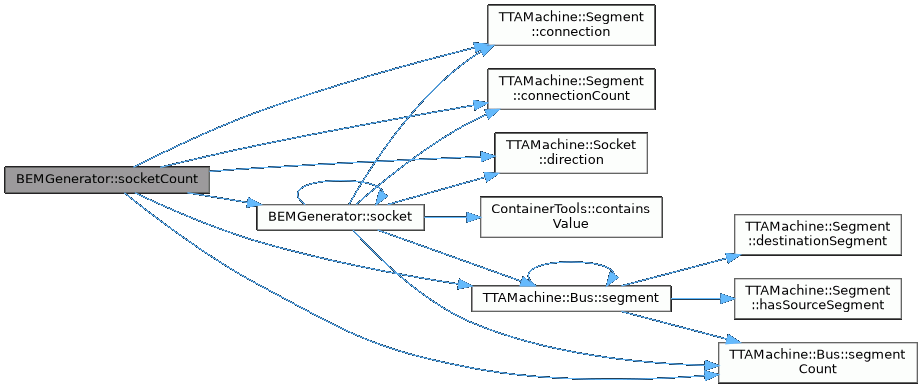 TTAMachine::Segment
::connection
TTAMachine::Segment
::connectionCount
TTAMachine::Socket
::direction
BEMGenerator::socketCount
BEMGenerator::socket
ContainerTools::contains
Value
TTAMachine::Segment
::destinationSegment
TTAMachine::Bus::segment
TTAMachine::Segment
::hasSourceSegment
TTAMachine::Bus::segment
Count